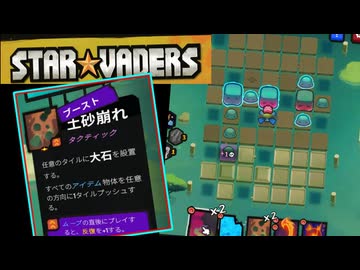 STAR★VADERS
ブースト
土砂崩れ
タクティック
任意のタイルに大石を設置
する。
すべてのアイテム物体を任意
の方向に1タイルプッシュす
る。
ムーブの直後にプレイす
ると、反復を+1する。
×2
×2